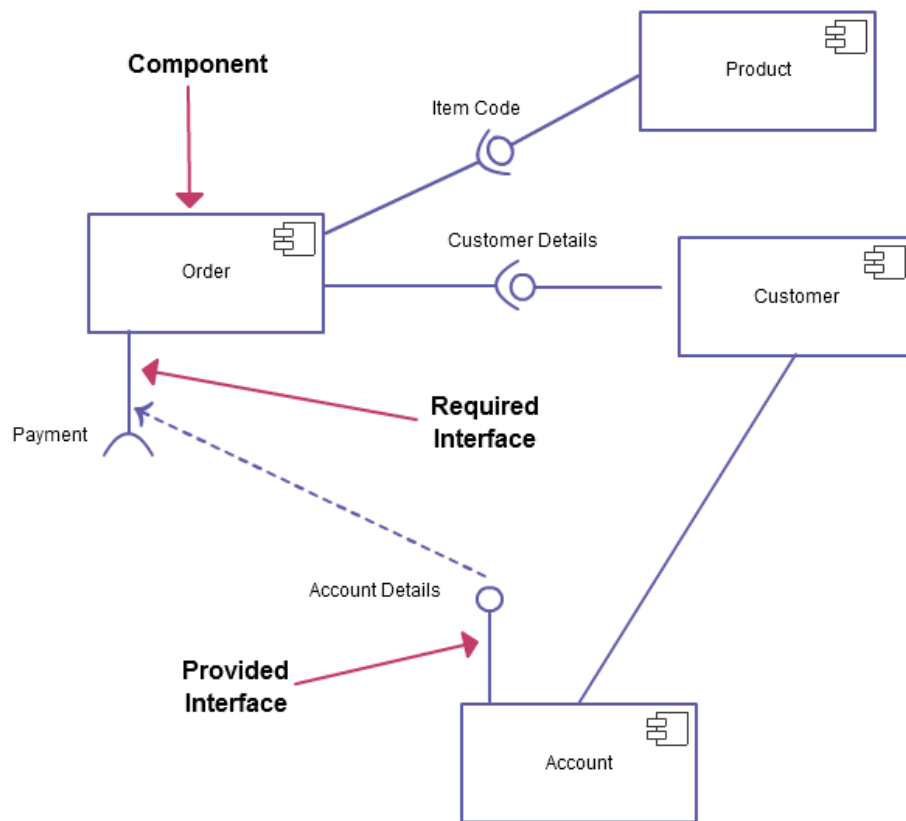 Component
Product
Item Code
Customer Details
Order
Customer
Required
Interface
Payment
Account Details
Provided
Interface
Account